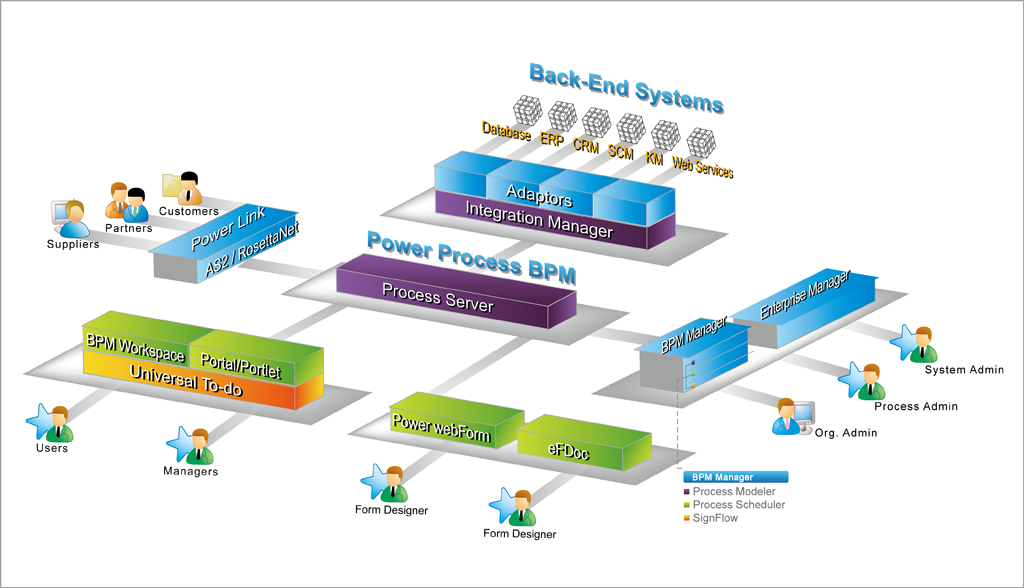 Back-End Systems
Database
ERP
CRM
SCM
KM
Web Services
Adaptors
Integration Manager
Customers
Partners
Suppliers
Power Link
AS2 / RosettaNet
Power Process BPM
Process Server
Enterprise Manager
BPM Manager
System Admin
Process Admin
Org. Admin
BPM Workspace
Portal/Portlet
Universal To-do
Users
Managers
Power webForm
eFDoc
Form Designer
Form Designer
BPM Manager
Process Modeler
Process Scheduler
SignFlow